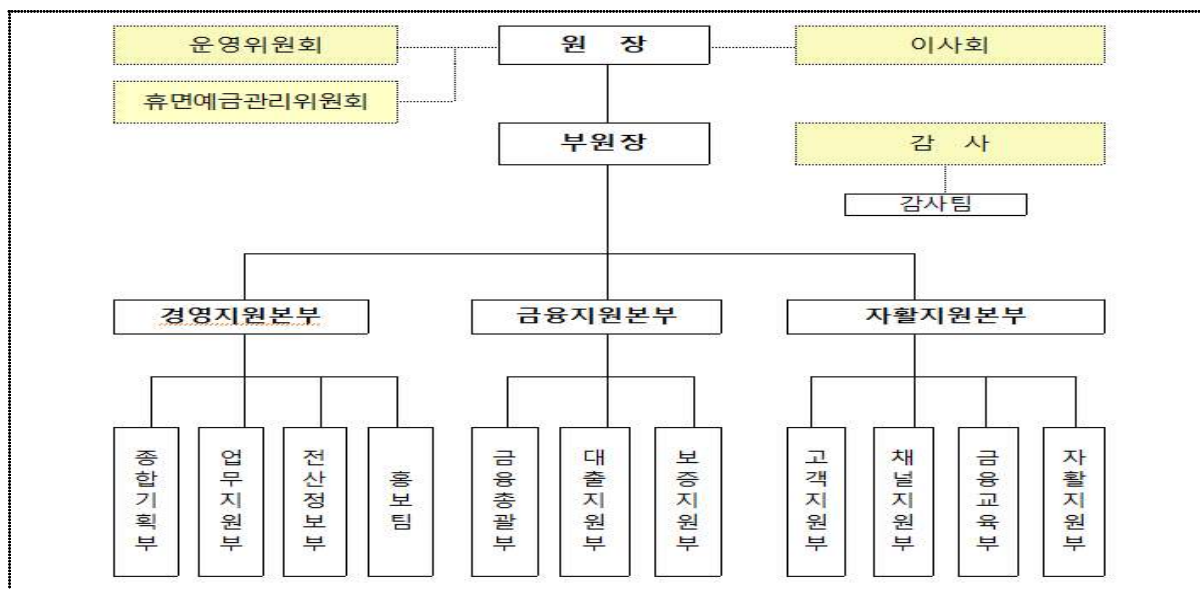 운영위원회
원 장
이사회
휴면예금관리위원회
부원장
감 사
감사팀
경영지원본부
금융지원본부
자활지원본부
종합기획부
업무지원부
전산정보부
홍보팀
금융총괄부
대출지원부
보증지원부
고객지원부
채널지원부
금융교육부
자활지원부